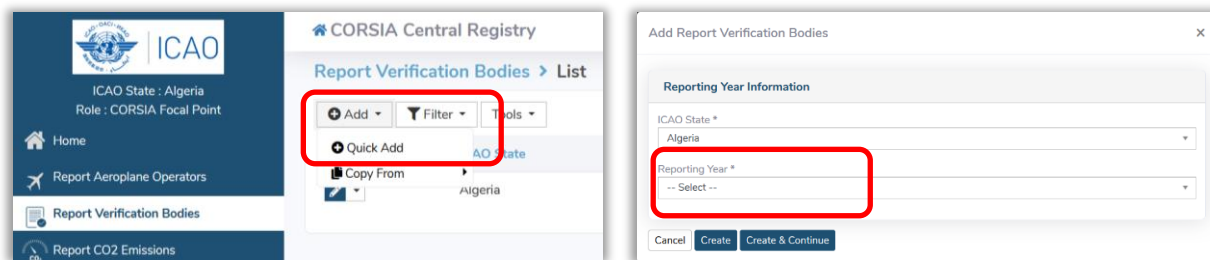 ICAO
ICAO State : Algeria
Role : CORSIA Focal Point
Home
Report Aeroplane Operators
Report Verification Bodies
Report CO2 Emissions
CORSIA Central Registry
Report Verification Bodies > List
Add
Filter
Tools
Quick Add
Copy From
AO State
Algeria
Add Report Verification Bodies
×
Reporting Year Information
ICAO State *
Algeria
Reporting Year *
-- Select --
Cancel
Create
Create & Continue